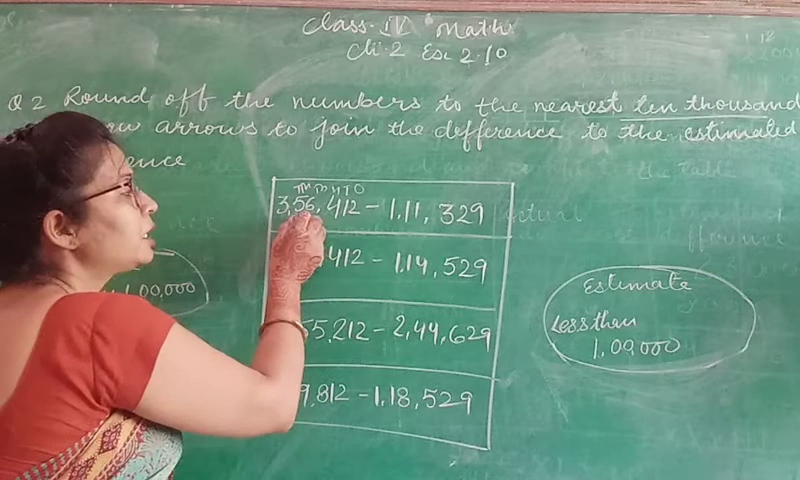 Class-IV Math
Ch-2 Ex 2.10
Q 2 Round off the numbers to the nearest ten thousand
arrows to join the difference to the estimated
ence
TTh Th H T O
3,56,412 - 1,11,329
412 - 1,14,529
55,212 - 2,44,629
9,812 - 1,18,529
1,00,000
Estimate
Less than
1,00,000